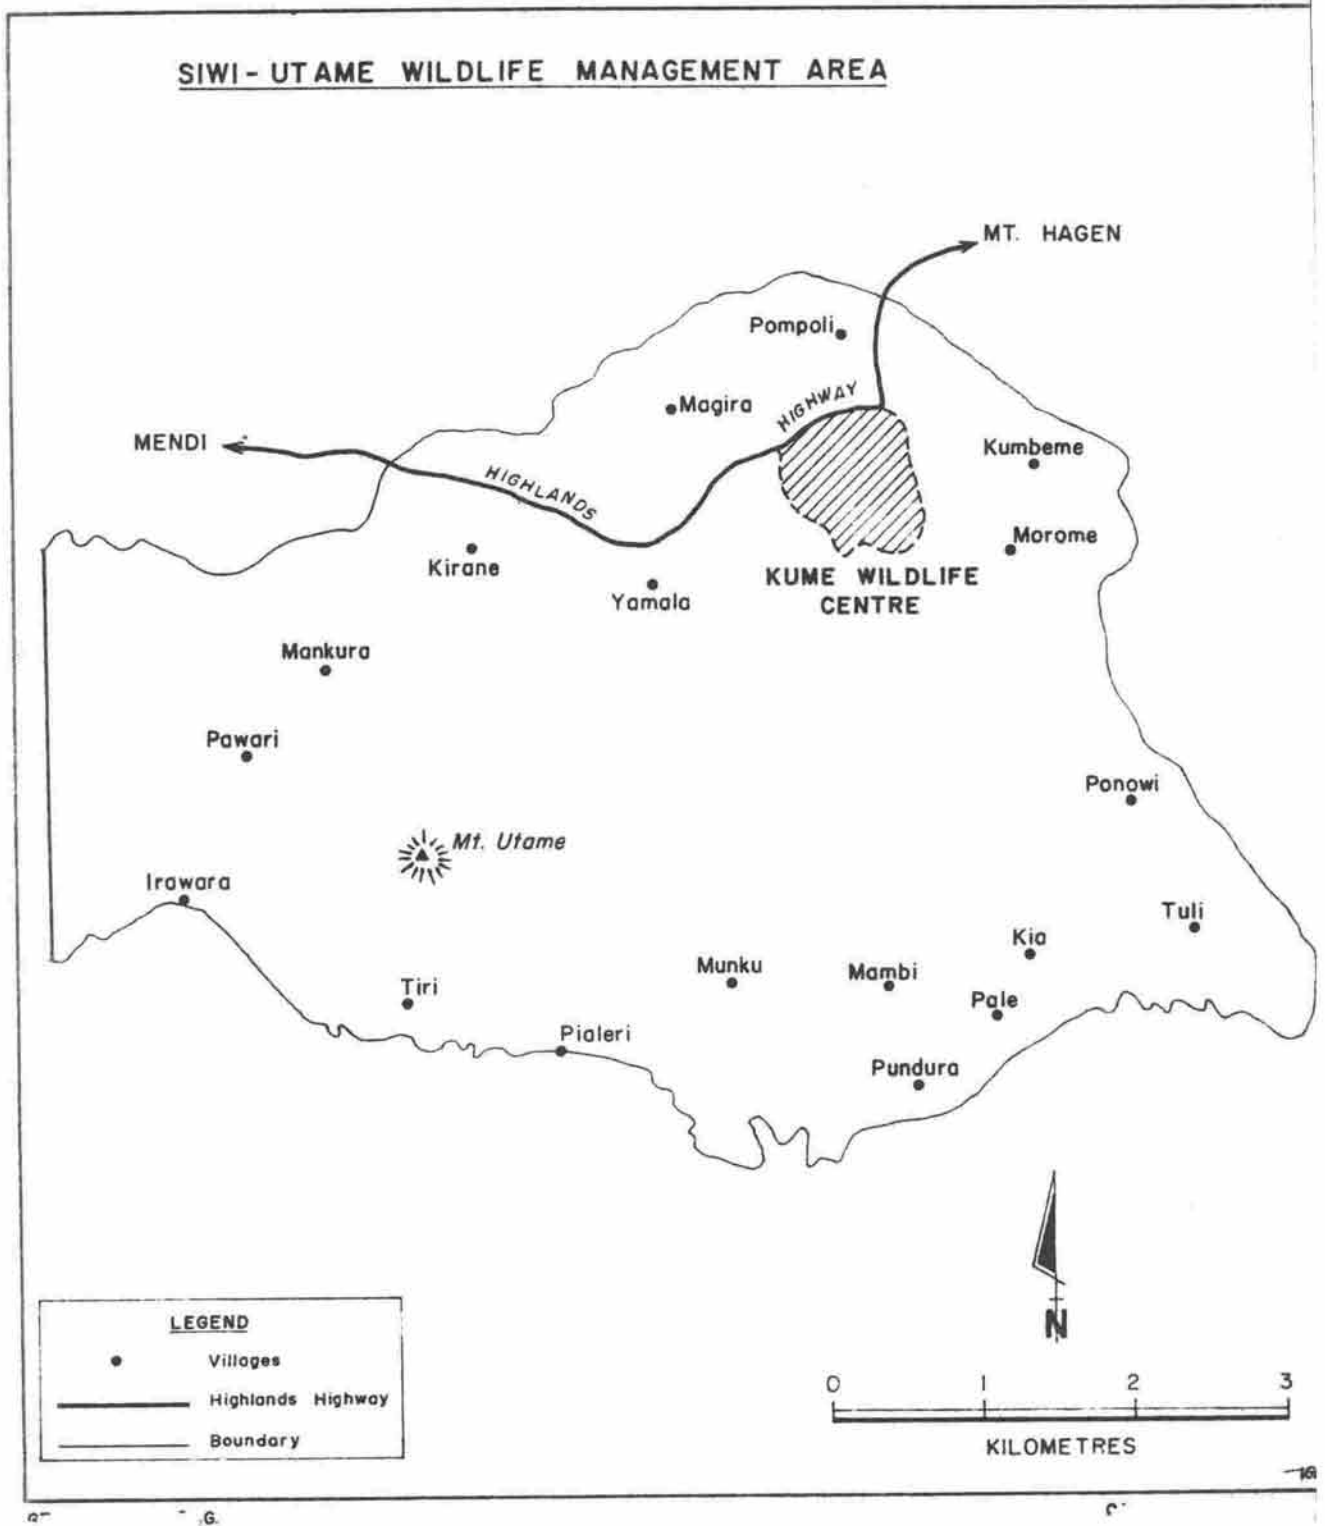 SIWI - UTAME WILDLIFE MANAGEMENT AREA
MT. HAGEN
Pompoli
Magira
HIGHWAY
MENDI
Kumbeme
HIGHLANDS
Morome
Kirane
KUME WILDLIFE
CENTRE
Yamala
Mankura
Pawari
Ponowi
Mt. Utame
Irawara
Tuli
Kia
Munku
Mambi
Tiri
Pale
Pialeri
Pundura
N
LEGEND
Villages
Highlands Highway
Boundary
0 1 2 3
KILOMETRES